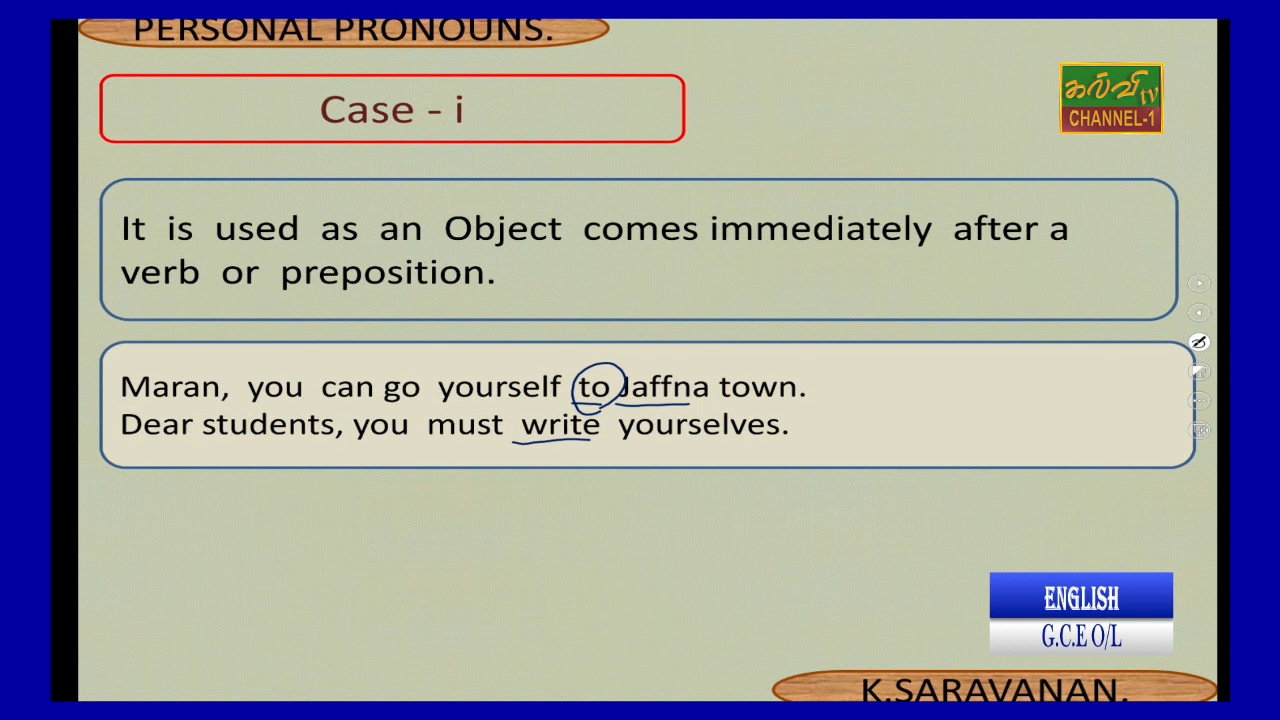 PERSONAL PRONOUNS.
Case - i
கல்வி tv
CHANNEL-1
It is used as an Object comes immediately after a
verb or preposition.
Maran, you can go yourself to Jaffna town.
Dear students, you must write yourselves.
ENGLISH
G.C.E O/L
K.SARAVANAN.